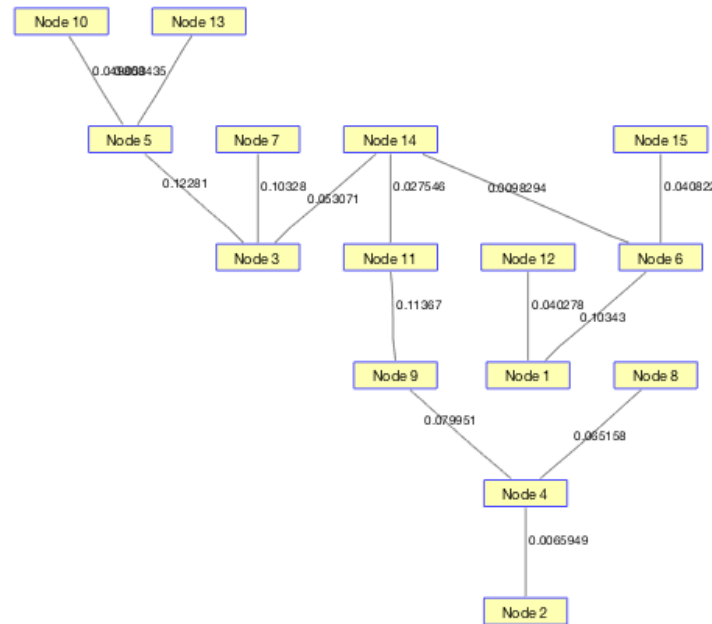 Node 10
Node 13
Node 5
Node 7
Node 14
Node 15
0.12281
0.10328
0.053071
0.027546
0.0098294
0.040822
Node 3
Node 11
Node 12
Node 6
0.11367
0.040278
0.10343
Node 9
Node 1
Node 8
0.079951
0.065158
Node 4
0.0065949
Node 2